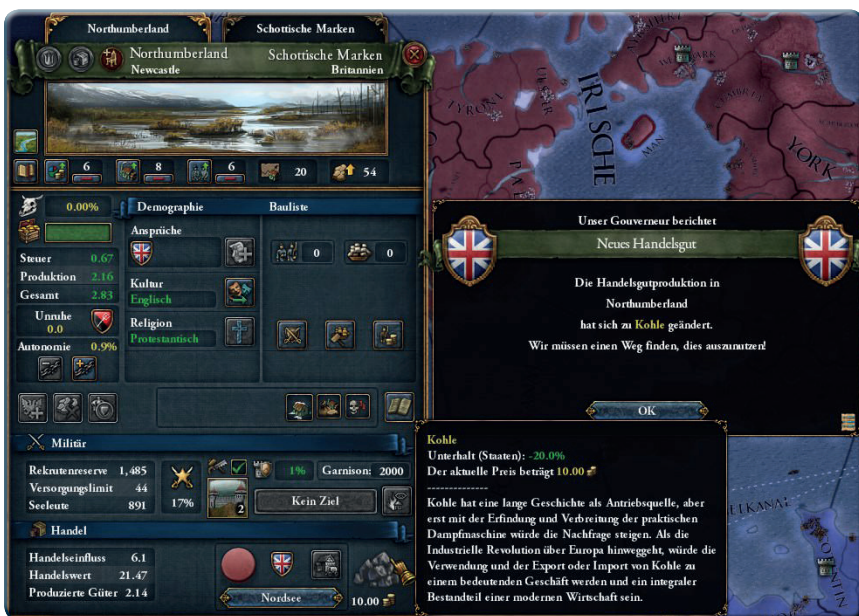 Northumberland
Schottische Marken
Northumberland
Schottische Marken
Newcastle
Britannien
6
8
6
20
54
0.00%
Demographie
Bauliste
Ansprüche
0
0
Steuer 0.67
Produktion 2.16
Gesamt 2.83
Kultur
Englisch
Unruhe
0.0
Religion
Protestantisch
Autonomie 0.9%
Militär
Rekrutenreserve 1,485
Versorgungslimit 44
Seeleute 891
17%
2
1%
Garnison: 2000
Kein Ziel
Handel
Handelseinfluss 6.1
Handelswert 21.47
Produzierte Güter 2.14
Nordsee
10.00
TYRONE
ULSTER
IRISCHE
MAN
YORK
Unser Gouverneur berichtet
Neues Handelsgut
Die Handelsgutproduktion in
Northumberland
hat sich zu Kohle geändert.
Wir müssen einen Weg finden, dies auszunutzen!
OK
Kohle
Unterhalt (Staaten): -20.0%
Der aktuelle Preis beträgt 10.00
--------------
Kohle hat eine lange Geschichte als Antriebsquelle, aber
erst mit der Erfindung und Verbreitung der praktischen
Dampfmaschine würde die Nachfrage steigen. Als die
Industrielle Revolution über Europa hinweggeht, würde die
Verwendung und der Export oder Import von Kohle zu
einem bedeutenden Geschäft werden und ein integraler
Bestandteil einer modernen Wirtschaft sein.